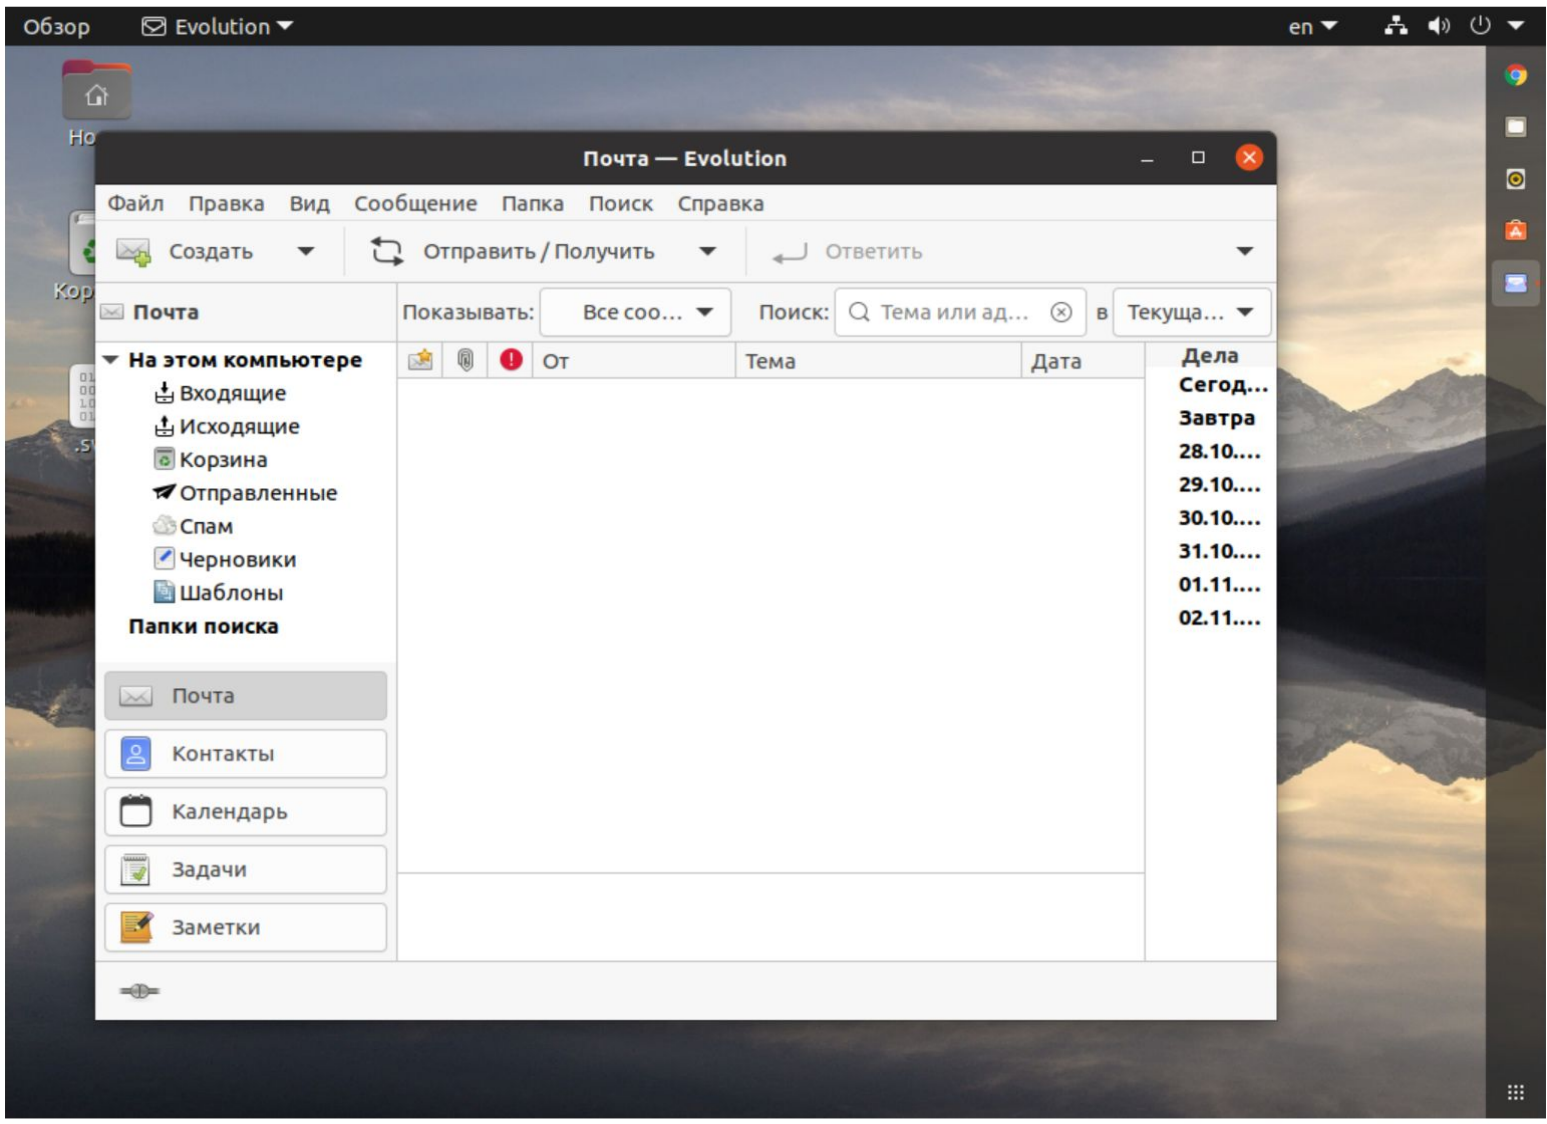 Обзор
Evolution
en
Почта — Evolution
Файл Правка Вид Сообщение Папка Поиск Справка
Создать Отправить / Получить Ответить
Почта
Показывать: Все соо... Поиск: Тема или ад... в Текуща...
На этом компьютере
Входящие
Исходящие
Корзина
Отправленные
Спам
Черновики
Шаблоны
Папки поиска
От Тема Дата
Дела
Сегод...
Завтра
28.10....
29.10....
30.10....
31.10....
01.11....
02.11....
Почта
Контакты
Календарь
Задачи
Заметки